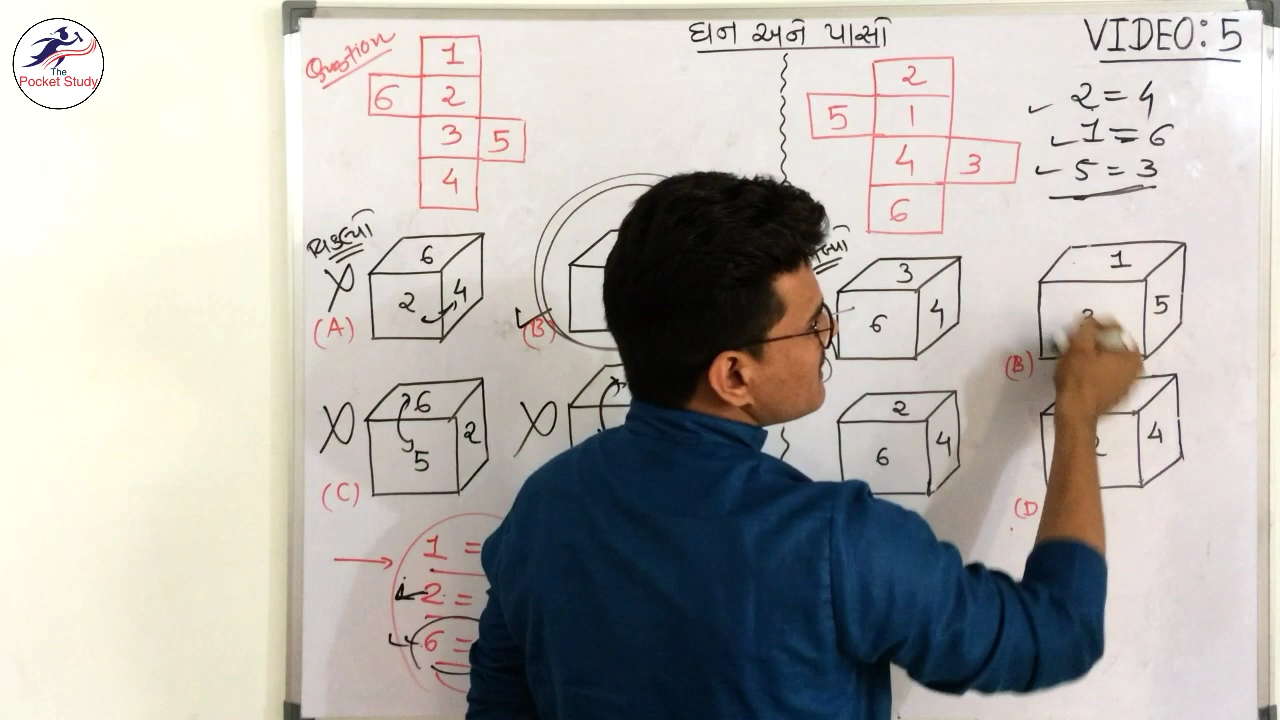 The
Pocket Study
ઘન અને પાસા
VIDEO: 5
Question
1
6 2
3 5
4
2
5 1
4 3
6
2 = 4
1 = 6
5 = 3
વિકલ્પો
6
2 4
(A)
(B)
3
6 4
1
5
(B)
6
5 2
(C)
2
6 4
2 4
(D
1 =
2 =
6 =